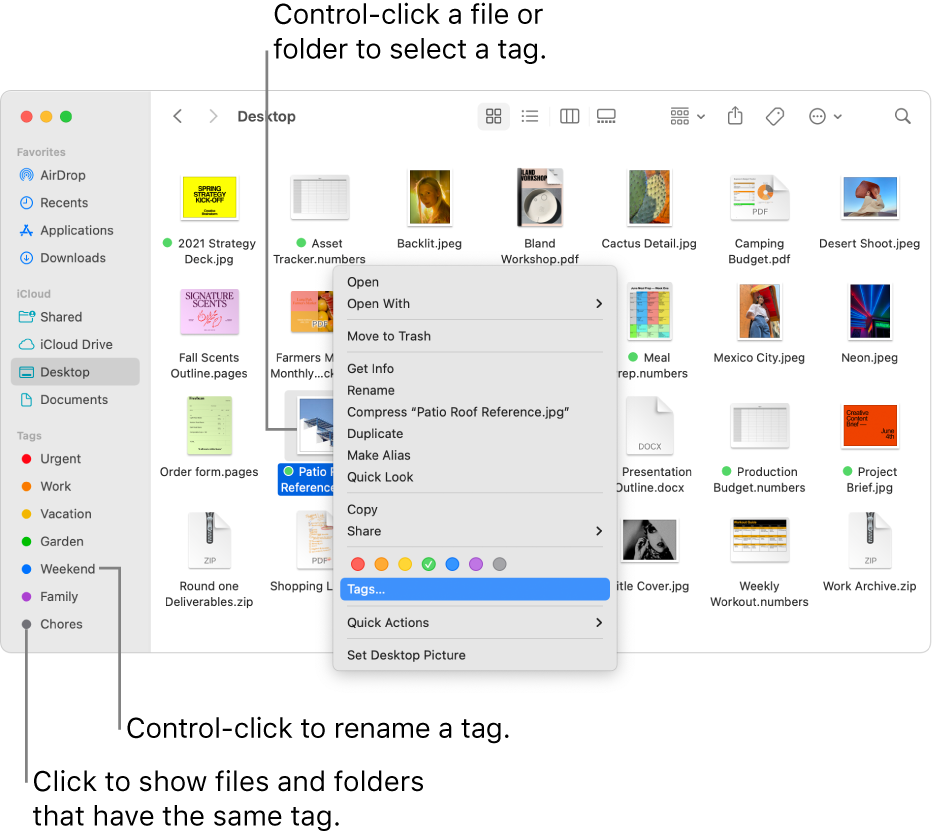 Control-click a file or
folder to select a tag.
Desktop
Favorites
AirDrop
Recents
Applications
Downloads
iCloud
Shared
iCloud Drive
Desktop
Documents
Tags
Urgent
Work
Vacation
Garden
Weekend
Family
Chores
SPRING
STRATEGY
KICK-OFF
2021 Strategy
Deck.jpg
Asset
Tracker.numbers
Backlit.jpeg
BLAND
WORKSHOP
Bland
Workshop.pdf
Cactus Detail.jpg
PDF
Camping
Budget.pdf
Desert Shoot.jpeg
SIGNATURE
SCENTS
Fall Scents
Outline.pages
PDF
Farmers M
Monthly...ck
Meal
rep.numbers
Mexico City.jpeg
Neon.jpeg
Order form.pages
Patio R
Reference
DOCX
Presentation
Outline.docx
Production
Budget.numbers
Creative
Content
Brief —
June
4th
Project
Brief.jpg
ZIP
Round one
Deliverables.zip
PDF
Shopping L
itle Cover.jpg
Weekly
Workout.numbers
ZIP
Work Archive.zip
Open
Open With
Move to Trash
Get Info
Rename
Compress “Patio Roof Reference.jpg”
Duplicate
Make Alias
Quick Look
Copy
Share
Tags...
Quick Actions
Set Desktop Picture
Control-click to rename a tag.
Click to show files and folders
that have the same tag.